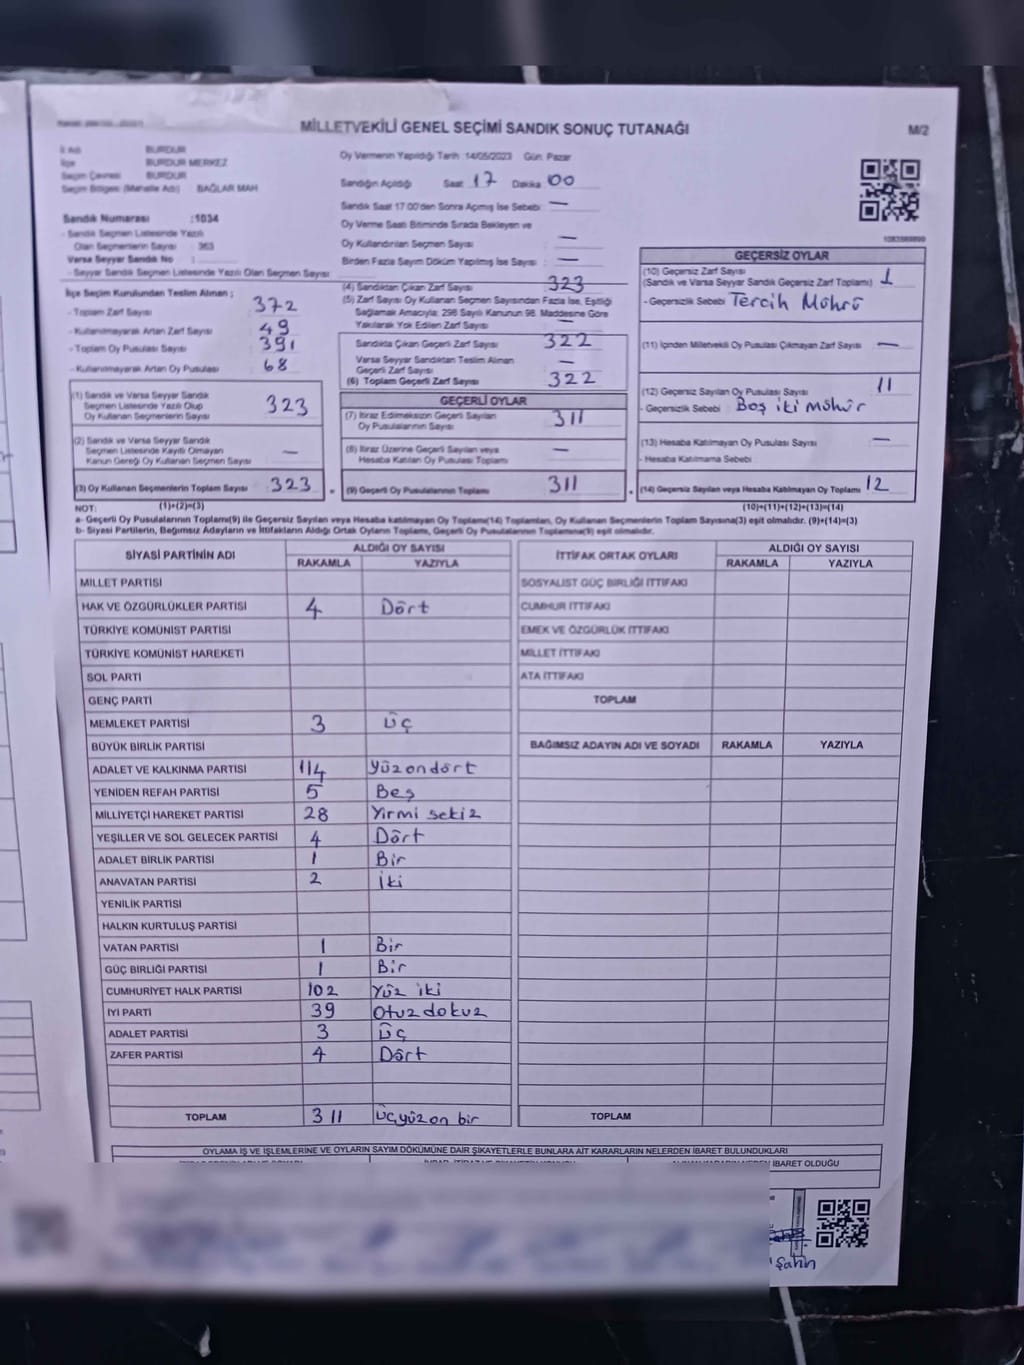 MİLLETVEKİLİ GENEL SEÇİMİ SANDIK SONUÇ TUTANAĞI
M/2
İl Adı BURDUR
İlçe BURDUR MERKEZ
Seçim Çevresi BURDUR
Seçim Bölgesi (Mahalle Adı) BAĞLAR MAH
Sandık Numarası :1034
- Sandık Seçmen Listesinde Yazılı
Olan Seçmenlerin Sayısı : 363
Varsa Seyyar Sandık No :
- Seyyar Sandık Seçmen Listesinde Yazılı Olan Seçmen Sayısı :
Oy Vermenin Yapıldığı Tarih :14/05/2023 Gün: Pazar
Sandığın Açıldığı Saat 17 Dakika 00
Sandık Saat 17.00'den Sonra Açılmış İse Sebebi : —
Oy Verme Saati Bitiminde Sırada Bekleyen ve
Oy Kullandırılan Seçmen Sayısı : —
Birden Fazla Sayım Döküm Yapılmış İse Sayısı : —
İlçe Seçim Kurulundan Teslim Alınan ;
- Toplam Zarf Sayısı 372
- Kullanılmayarak Artan Zarf Sayısı 49
- Toplam Oy Pusulası Sayısı 391
- Kullanılmayarak Artan Oy Pusulası 68
(1) Sandık ve Varsa Seyyar Sandık
Seçmen Listesinde Yazılı Olup
Oy Kullanan Seçmenlerin Sayısı 323
(2) Sandık ve Varsa Seyyar Sandık
Seçmen Listesinde Kayıtlı Olmayan
Kanun Gereği Oy Kullanan Seçmen Sayısı —
(3) Oy Kullanan Seçmenlerin Toplam Sayısı 323
(4) Sandıktan Çıkan Zarf Sayısı 323
(5) Zarf Sayısı Oy Kullanan Seçmen Sayısından Fazla İse, Eşitliği
Sağlamak Amacıyla; 298 Sayılı Kanunun 98. Maddesine Göre
Yakılarak Yok Edilen Zarf Sayısı : —
Sandıkta Çıkan Geçerli Zarf Sayısı 322
Varsa Seyyar Sandıktan Teslim Alınan
Geçerli Zarf Sayısı —
(6) Toplam Geçerli Zarf Sayısı 322
GEÇERLİ OYLAR
(7) İtiraz Edilmeksizin Geçerli Sayılan
Oy Pusulalarının Sayısı 311
(8) İtiraz Üzerine Geçerli Sayılan veya
Hesaba Katılan Oy Pusulası Toplamı —
= (9) Geçerli Oy Pusulalarının Toplamı 311
GEÇERSİZ OYLAR
(10) Geçersiz Zarf Sayısı
(Sandık ve Varsa Seyyar Sandık Geçersiz Zarf Toplamı) 1
- Geçersizlik Sebebi : Tercih Mührü
(11) İçinden Milletvekili Oy Pusulası Çıkmayan Zarf Sayısı : —
(12) Geçersiz Sayılan Oy Pusulası Sayısı 11
- Geçersizlik Sebebi : Boş iki mühür
(13) Hesaba Katılmayan Oy Pusulası Sayısı —
- Hesaba Katılmama Sebebi
+ (14) Geçersiz Sayılan veya Hesaba Katılmayan Oy Toplamı 12
NOT: (1)+(2)=(3) (10)+(11)+(12)+(13)=(14)
a- Geçerli Oy Pusulalarının Toplamı(9) ile Geçersiz Sayılan veya Hesaba katılmayan Oy Toplamı(14) Toplamları, Oy Kullanan Seçmenlerin Toplam Sayısına(3) eşit olmalıdır. (9)+(14)=(3)
b- Siyasi Partilerin, Bağımsız Adayların ve İttifakların Aldığı Ortak Oyların Toplamı, Geçerli Oy Pusulalarının Toplamına(9) eşit olmalıdır.
SİYASİ PARTİNİN ADI ALDIĞI OY SAYISI
RAKAMLA YAZIYLA
MİLLET PARTİSİ
HAK VE ÖZGÜRLÜKLER PARTİSİ 4 Dört
TÜRKİYE KOMÜNİST PARTİSİ
TÜRKİYE KOMÜNİST HAREKETİ
SOL PARTİ
GENÇ PARTİ
MEMLEKET PARTİSİ 3 üç
BÜYÜK BİRLİK PARTİSİ
ADALET VE KALKINMA PARTİSİ 114 Yüzondört
YENİDEN REFAH PARTİSİ 5 Beş
MİLLİYETÇİ HAREKET PARTİSİ 28 Yirmi sekiz
YEŞİLLER VE SOL GELECEK PARTİSİ 4 Dört
ADALET BİRLİK PARTİSİ 1 Bir
ANAVATAN PARTİSİ 2 İki
YENİLİK PARTİSİ
HALKIN KURTULUŞ PARTİSİ
VATAN PARTİSİ 1 Bir
GÜÇ BİRLİĞİ PARTİSİ 1 Bir
CUMHURİYET HALK PARTİSİ 102 Yüz iki
İYİ PARTİ 39 Otuzdokuz
ADALET PARTİSİ 3 üç
ZAFER PARTİSİ 4 Dört
TOPLAM 311 üçyüzon bir
İTTİFAK ORTAK OYLARI ALDIĞI OY SAYISI
RAKAMLA YAZIYLA
SOSYALİST GÜÇ BİRLİĞİ İTTİFAKI
CUMHUR İTTİFAKI
EMEK VE ÖZGÜRLÜK İTTİFAKI
MİLLET İTTİFAKI
ATA İTTİFAKI
TOPLAM
BAĞIMSIZ ADAYIN ADI VE SOYADI RAKAMLA YAZIYLA
TOPLAM
OYLAMA İŞ VE İŞLEMLERİNE VE OYLARIN SAYIM DÖKÜMÜNE DAİR ŞİKAYETLERLE BUNLARA AİT KARARLARIN NELERDEN İBARET BULUNDUKLARI
İBARET OLDUĞU
Şahin